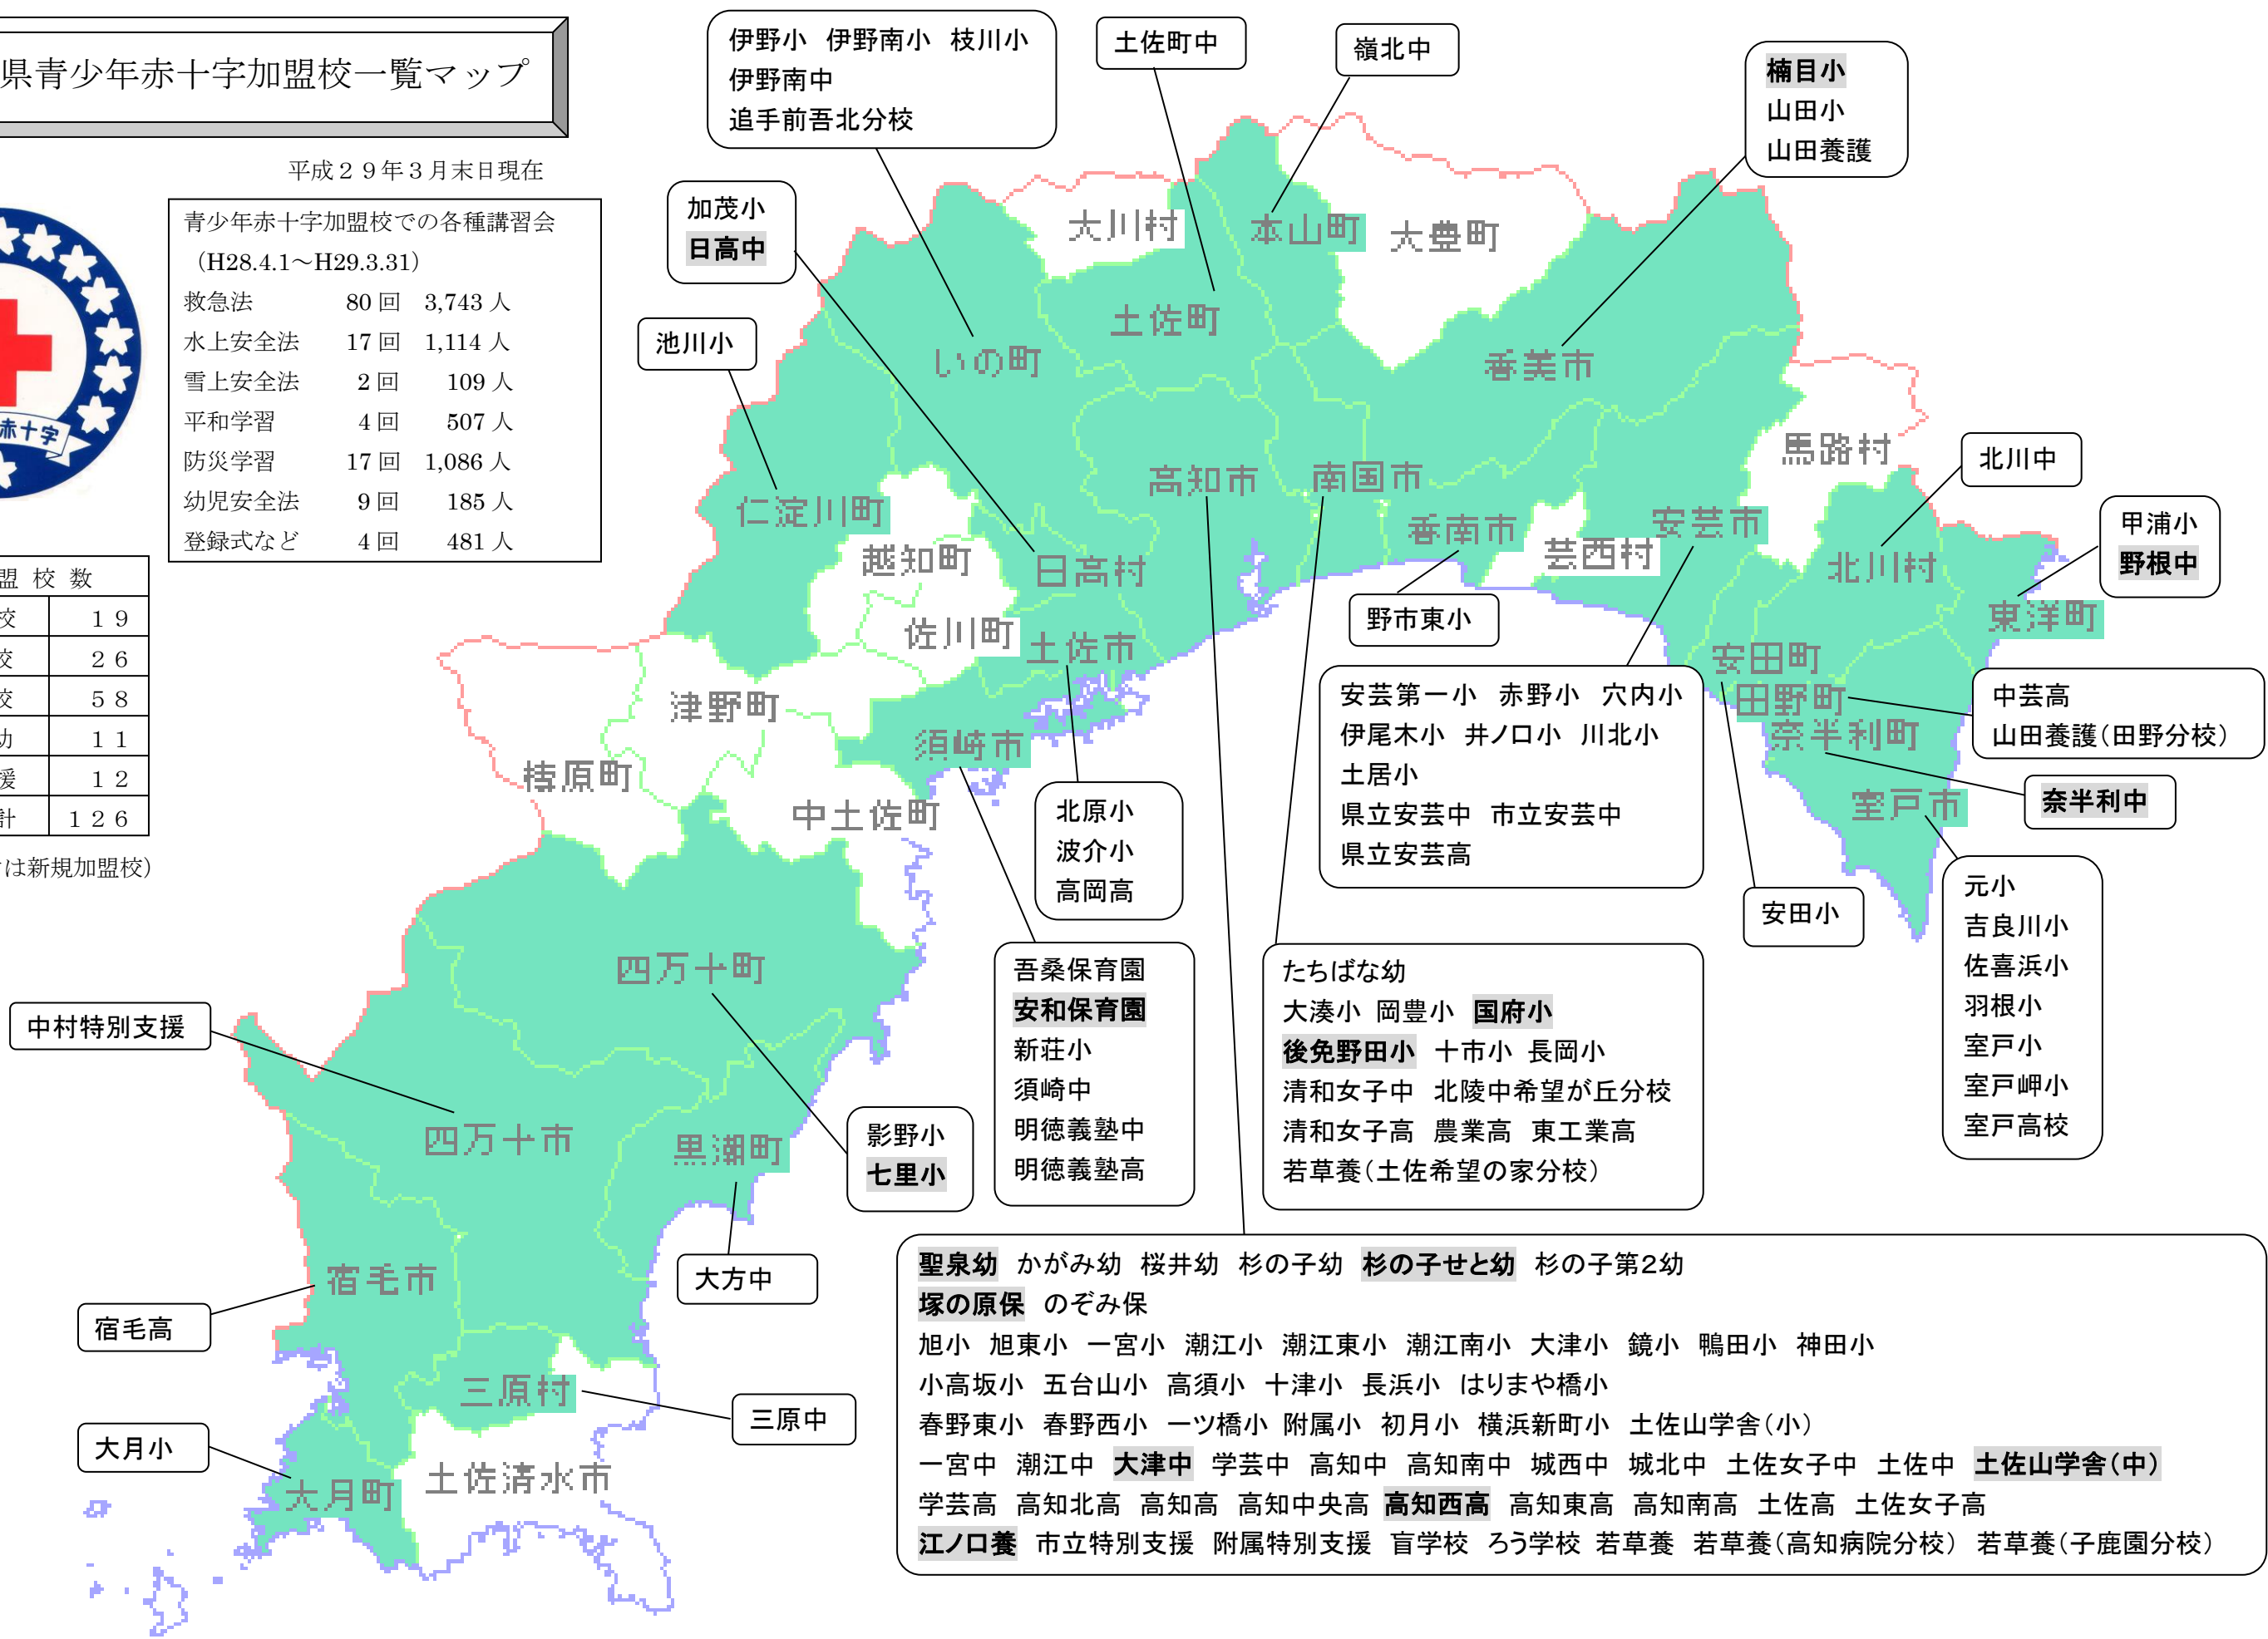 県青少年赤十字加盟校一覧マップ
平成２９年３月末日現在
青少年赤十字加盟校での各種講習会
（H28.4.1～H29.3.31）
救急法 80回 3,743人
水上安全法 17回 1,114人
雪上安全法 2回 109人
平和学習 4回 507人
防災学習 17回 1,086人
幼児安全法 9回 185人
登録式など 4回 481人
赤十字
盟 校 数
校 １９
校 ２６
校 ５８
幼 １１
援 １２
計 １２６
は新規加盟校）
伊野小 伊野南小 枝川小
伊野南中
追手前吾北分校
土佐町中
嶺北中
楠目小
山田小
山田養護
加茂小
日高中
池川小
大川村
本山町
大豊町
土佐町
いの町
香美市
馬路村
高知市
南国市
仁淀川町
香南市
安芸市
芸西村
越知町
日高村
北川村
東洋町
佐川町
土佐市
安田町
田野町
奈半利町
室戸市
津野町
須崎市
梼原町
中土佐町
四万十町
四万十市
黒潮町
宿毛市
三原村
大月町
土佐清水市
北川中
甲浦小
野根中
野市東小
安芸第一小 赤野小 穴内小
伊尾木小 井ノ口小 川北小
土居小
県立安芸中 市立安芸中
県立安芸高
中芸高
山田養護（田野分校）
奈半利中
安田小
元小
吉良川小
佐喜浜小
羽根小
室戸小
室戸岬小
室戸高校
北原小
波介小
高岡高
吾桑保育園
安和保育園
新荘小
須崎中
明徳義塾中
明徳義塾高
たちばな幼
大湊小 岡豊小 国府小
後免野田小 十市小 長岡小
清和女子中 北陵中希望が丘分校
清和女子高 農業高 東工業高
若草養（土佐希望の家分校）
中村特別支援
影野小
七里小
大方中
宿毛高
三原中
大月小
聖泉幼 かがみ幼 桜井幼 杉の子幼 杉の子せと幼 杉の子第２幼
塚の原保 のぞみ保
旭小 旭東小 一宮小 潮江小 潮江東小 潮江南小 大津小 鏡小 鴨田小 神田小
小高坂小 五台山小 高須小 十津小 長浜小 はりまや橋小
春野東小 春野西小 一ツ橋小 附属小 初月小 横浜新町小 土佐山学舎（小）
一宮中 潮江中 大津中 学芸中 高知中 高知南中 城西中 城北中 土佐女子中 土佐中 土佐山学舎（中）
学芸高 高知北高 高知高 高知中央高 高知西高 高知東高 高知南高 土佐高 土佐女子高
江ノ口養 市立特別支援 附属特別支援 盲学校 ろう学校 若草養 若草養（高知病院分校） 若草養（子鹿園分校）